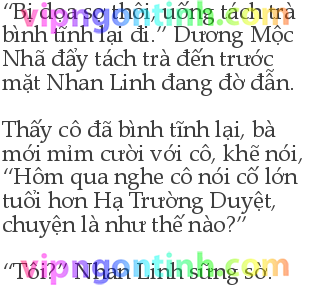 “Bị dọa sợ thôi, uống tách trà
bình tĩnh lại đi.” Dương Mộc
Nhã đẩy tách trà đến trước
mặt Nhan Linh đang đờ đẫn.
Thấy cô đã bình tĩnh lại, bà
mới mỉm cười với cô, khẽ nói,
“Hôm qua nghe cô nói cố lớn
tuổi hơn Hạ Trường Duyệt,
chuyện là như thế nào?”
vipngontinh.com
“Tôi?” Nhan Linh sững sờ.